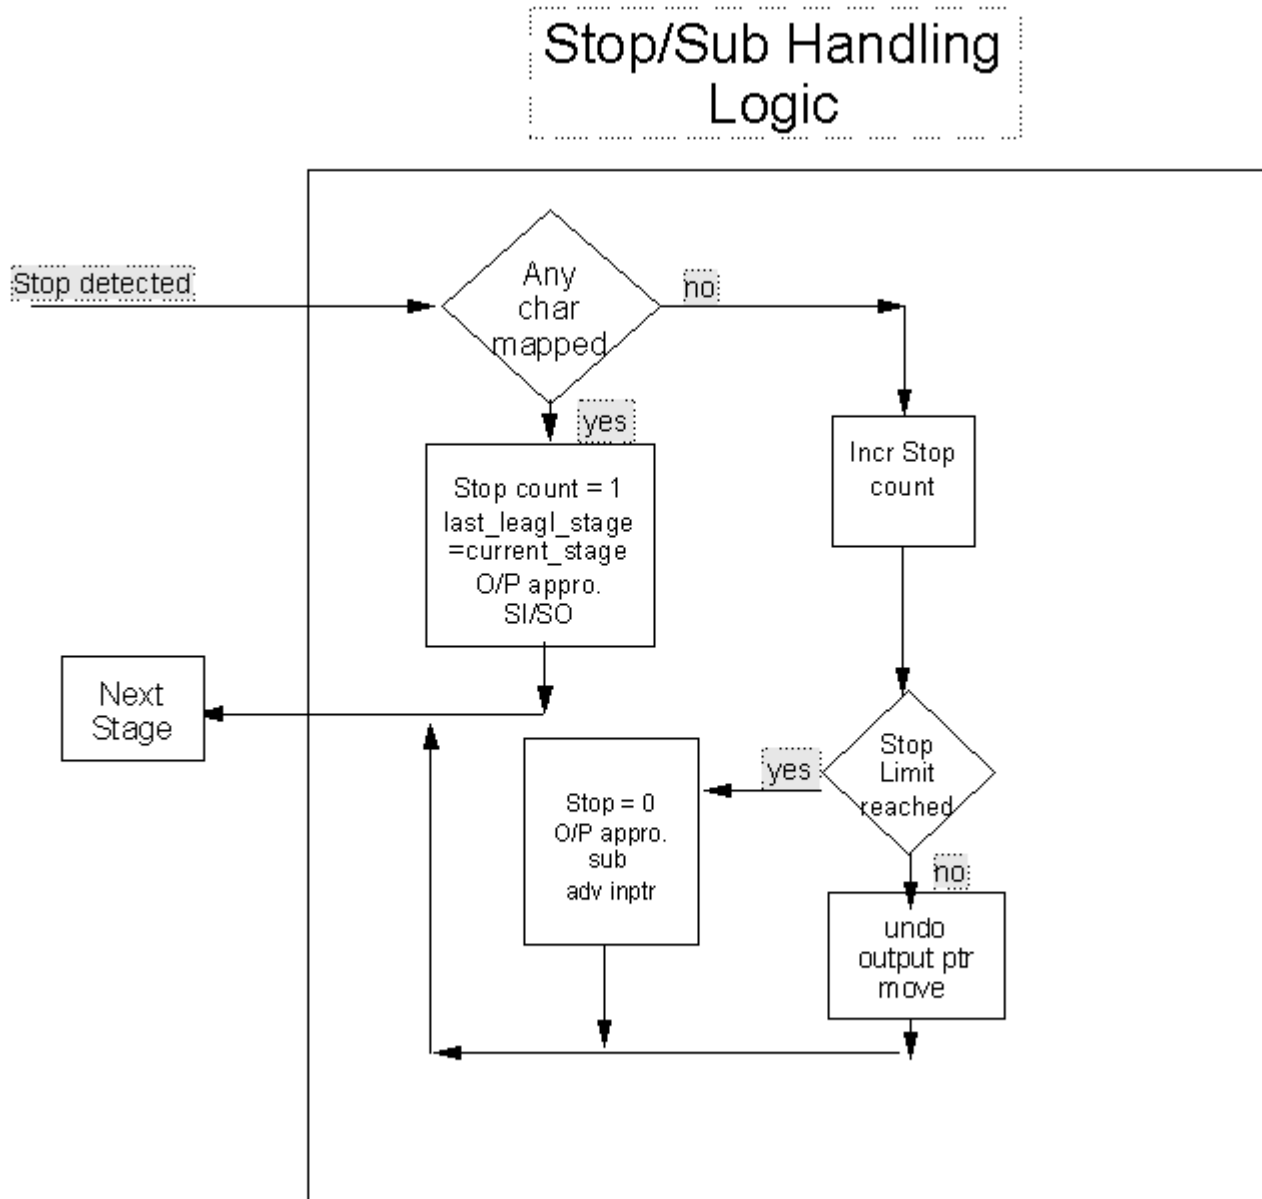 Stop/Sub Handling
Logic
Stop detected
Any
char
mapped
no
yes
Incr Stop
count
Stop count = 1
last_leagl_stage
=current_stage
O/P appro.
SI/SO
Next
Stage
Stop
Limit
reached
yes
Stop = 0
O/P appro.
sub
adv inptr
no
undo
output ptr
move